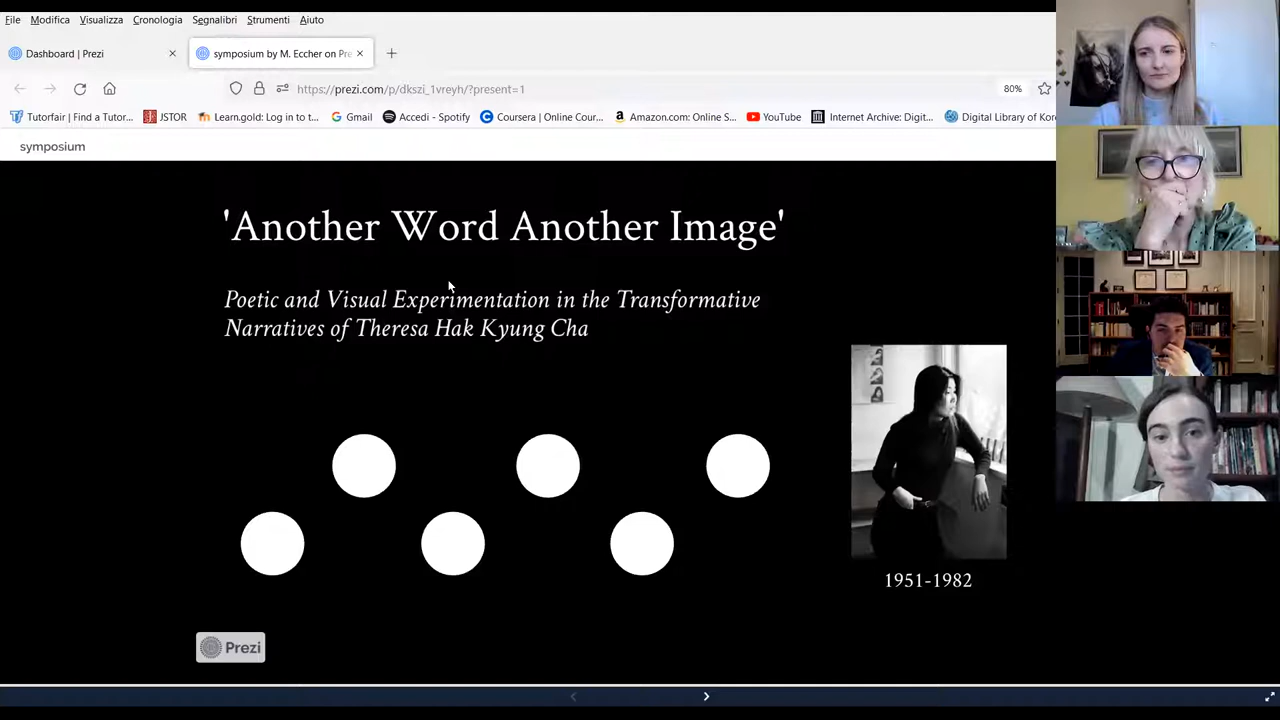 File Modifica Visualizza Cronologia Segnalibri Strumenti Aiuto
Dashboard | Prezi
symposium by M. Eccher on Pre
https://prezi.com/p/dkszi_1vreyh/?present=1
80%
Tutorfair | Find a Tutor... JSTOR Learn.gold: Log in to t... Gmail Accedi - Spotify Coursera | Online Cour... Amazon.com: Online S... YouTube Internet Archive: Digit... Digital Library of Kor
symposium
'Another Word Another Image'
Poetic and Visual Experimentation in the Transformative
Narratives of Theresa Hak Kyung Cha
1951-1982
Prezi